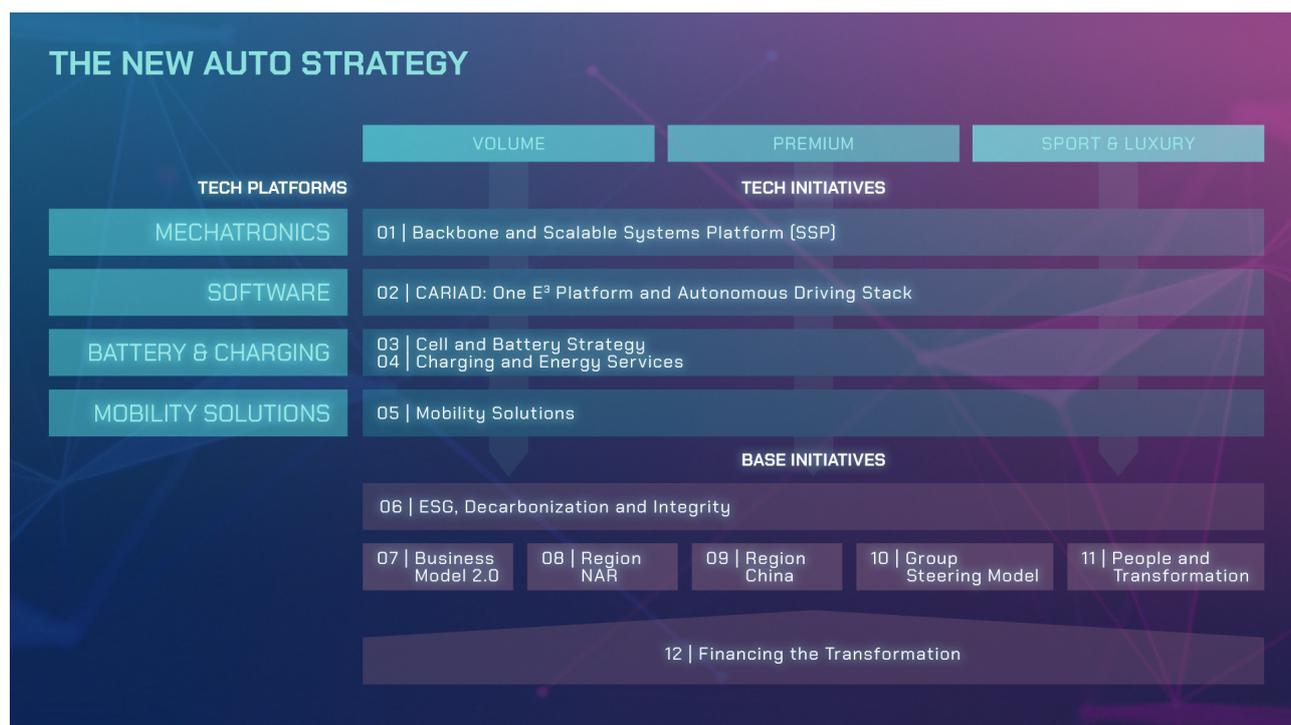 THE NEW AUTO STRATEGY
VOLUME
PREMIUM
SPORT & LUXURY
TECH PLATFORMS
TECH INITIATIVES
MECHATRONICS
01 | Backbone and Scalable Systems Platform (SSP)
SOFTWARE
02 | CARIAD: One E³ Platform and Autonomous Driving Stack
BATTERY & CHARGING
03 | Cell and Battery Strategy
04 | Charging and Energy Services
MOBILITY SOLUTIONS
05 | Mobility Solutions
BASE INITIATIVES
06 | ESG, Decarbonization and Integrity
07 | Business
Model 2.0
08 | Region
NAR
09 | Region
China
10 | Group
Steering Model
11 | People and
Transformation
12 | Financing the Transformation